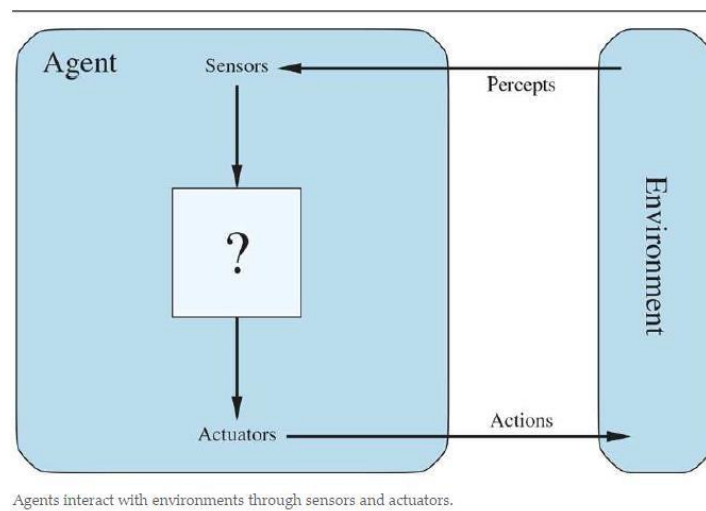 Agent
Sensors
Percepts
?
Environment
Actuators
Actions
Agents interact with environments through sensors and actuators.